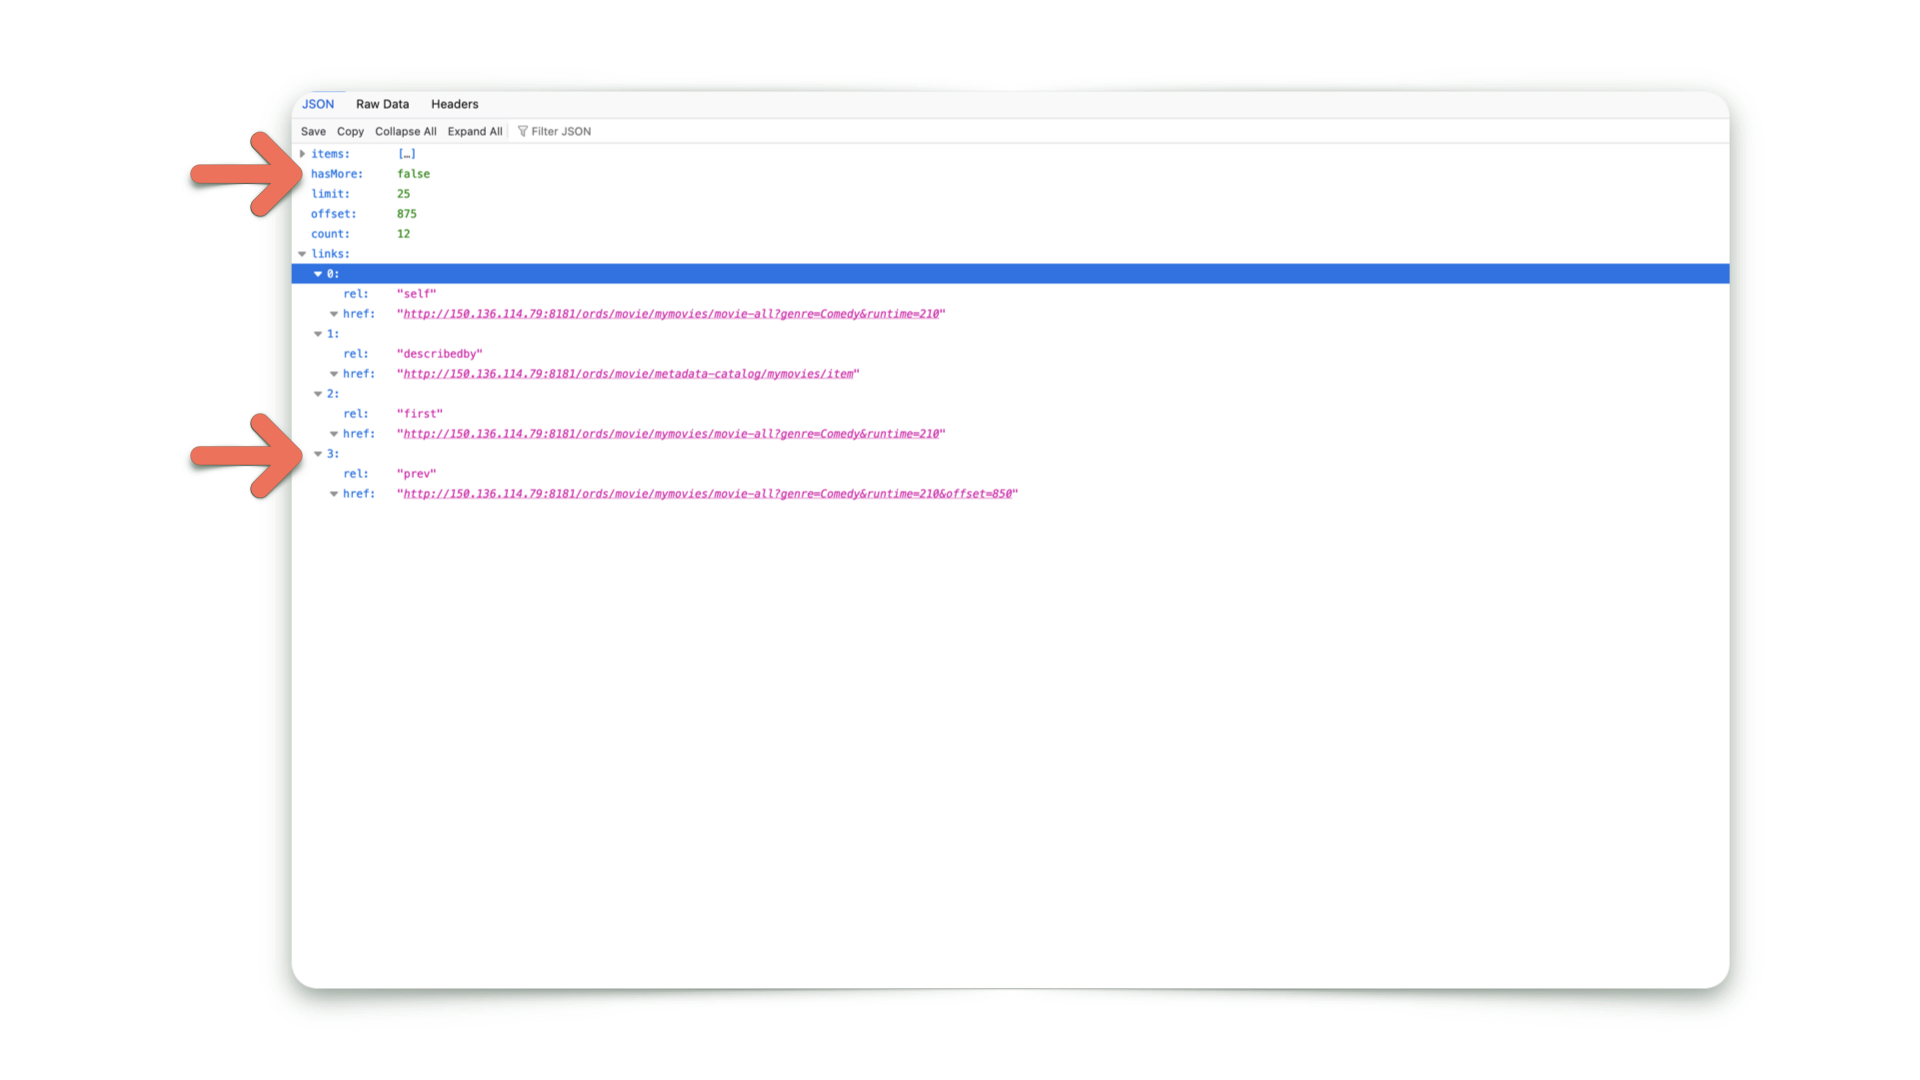 JSON Raw Data Headers
Save Copy Collapse All Expand All Filter JSON
items: […]
hasMore: false
limit: 25
offset: 875
count: 12
links:
0:
rel: "self"
href: "http://150.136.114.79:8181/ords/movie/mymovies/movie-all?genre=Comedy&runtime=210"
1:
rel: "describedby"
href: "http://150.136.114.79:8181/ords/movie/metadata-catalog/mymovies/item"
2:
rel: "first"
href: "http://150.136.114.79:8181/ords/movie/mymovies/movie-all?genre=Comedy&runtime=210"
3:
rel: "prev"
href: "http://150.136.114.79:8181/ords/movie/mymovies/movie-all?genre=Comedy&runtime=210&offset=850"